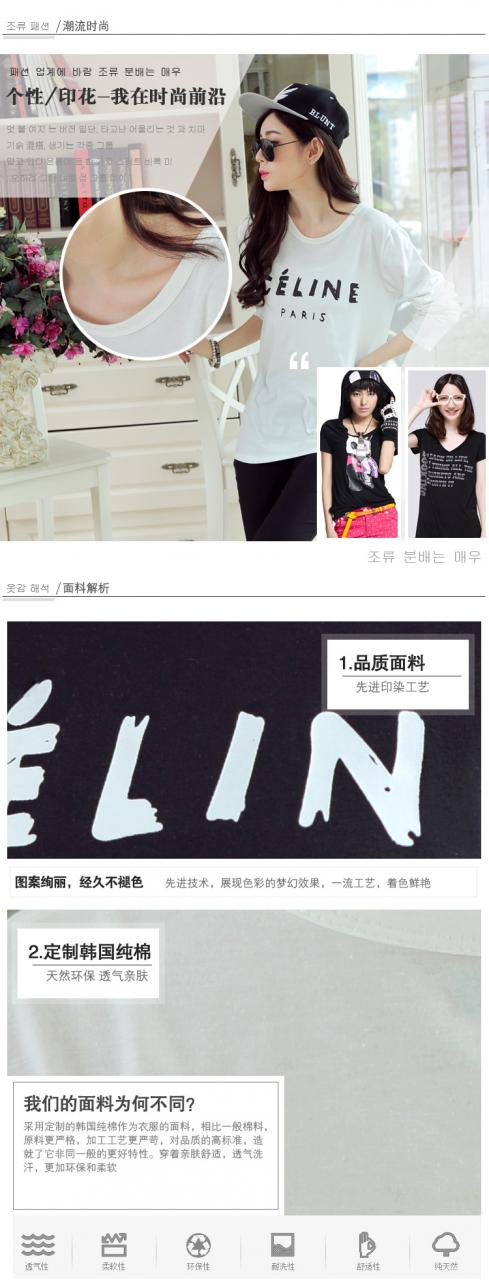 조류 패션 /潮流时尚
패션 업계에 바람 조류 분배는 매우
个性/印花-我在时尚前沿
BLUNT
CÉLINE
PARIS
조류 분배는 매우
옷감 해석 /面料解析
1.品质面料
先进印染工艺
ÉLIN
图案绚丽，经久不褪色 先进技术，展现色彩的梦幻效果，一流工艺，着色鲜艳
2.定制韩国纯棉
天然环保 透气亲肤
我们的面料为何不同?
采用定制的韩国纯棉作为衣服的面料，相比一般棉料，
原料更严格，加工工艺更严苛，对品质的高标准，造
就了它非同一般的更好特性。穿着亲肤舒适，透气洗
汗，更加环保和柔软
透气性 柔软性 环保性 耐洗性 舒适性 纯天然